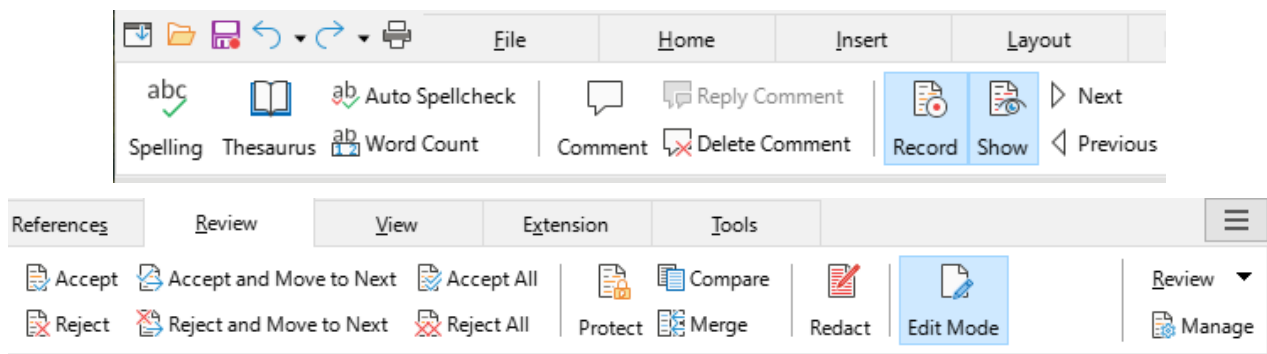 File Home Insert Layout
abc ab Auto Spellcheck Reply Comment Next
ab 12 Word Count Delete Comment Previous
Spelling Thesaurus Comment Record Show
References Review View Extension Tools
Accept Accept and Move to Next Accept All Compare Review
Reject Reject and Move to Next Reject All Protect Merge Redact Edit Mode Manage